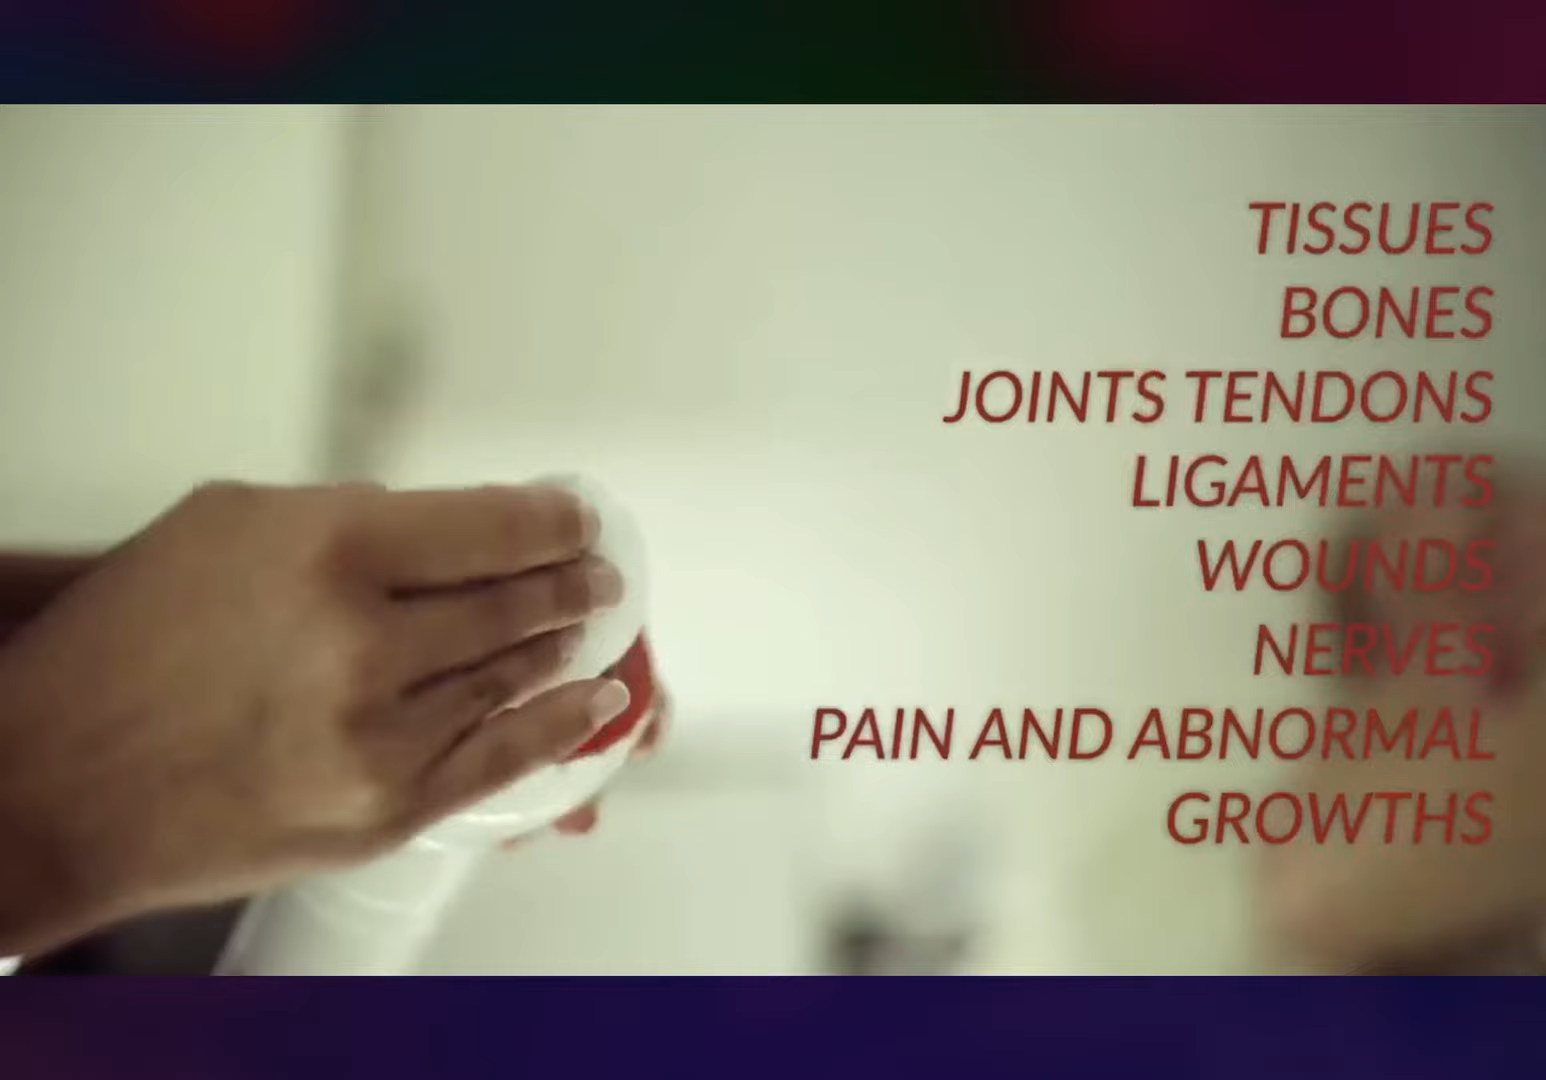 TISSUES
BONES
JOINTS TENDONS
LIGAMENTS
WOUNDS
NERVES
PAIN AND ABNORMAL
GROWTHS